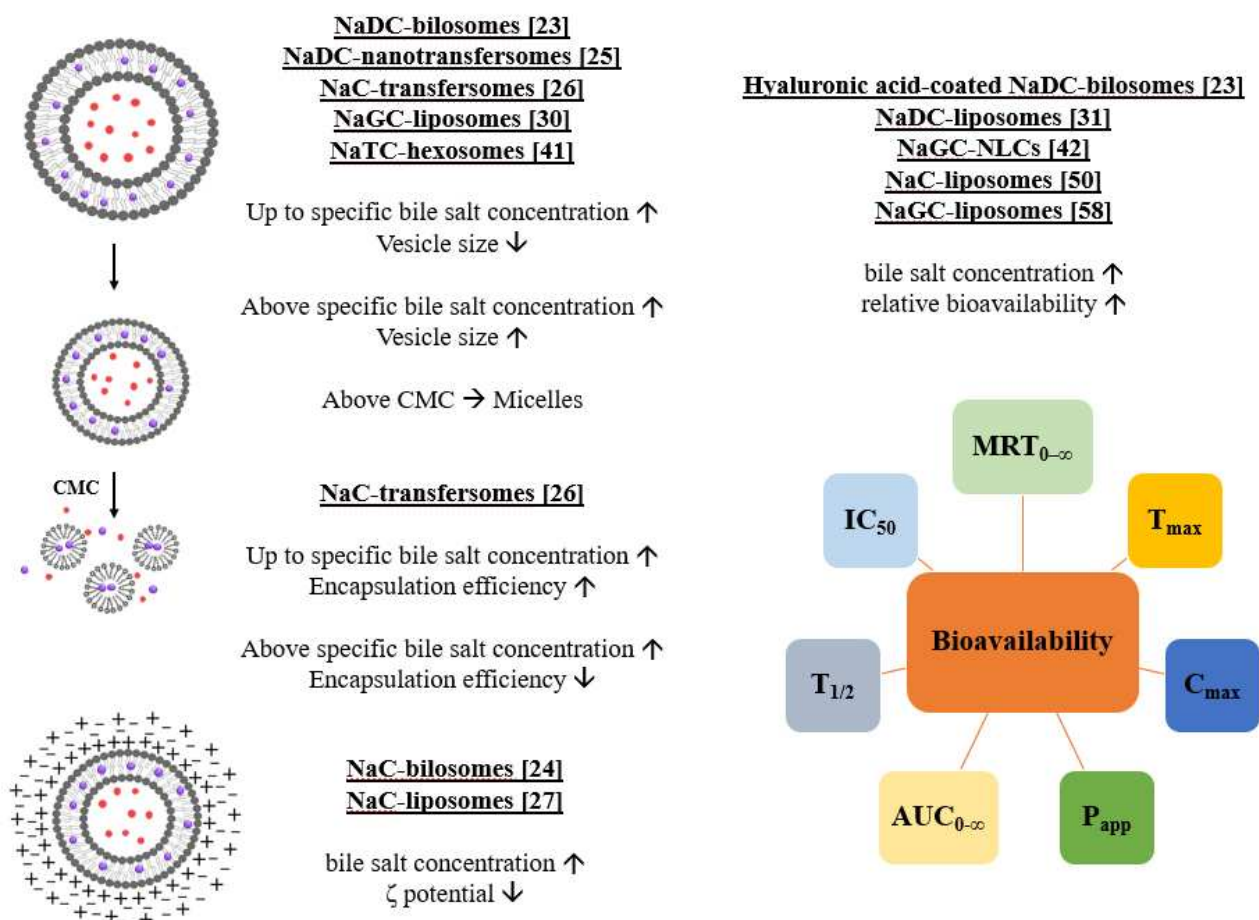 NaDC-bilosomes [23]
NaDC-nanotransfersomes [25]
NaC-transfersomes [26]
NaGC-liposomes [30]
NaTC-hexosomes [41]
Up to specific bile salt concentration ↑
Vesicle size ↓
Above specific bile salt concentration ↑
Vesicle size ↑
Above CMC → Micelles
CMC
NaC-transfersomes [26]
Up to specific bile salt concentration ↑
Encapsulation efficiency ↑
Above specific bile salt concentration ↑
Encapsulation efficiency ↓
NaC-bilosomes [24]
NaC-liposomes [27]
bile salt concentration ↑
ζ potential ↓
Hyaluronic acid-coated NaDC-bilosomes [23]
NaDC-liposomes [31]
NaGC-NLCs [42]
NaC-liposomes [50]
NaGC-liposomes [58]
bile salt concentration ↑
relative bioavailability ↑
MRT0–∞
IC50
Tmax
Bioavailability
T1/2
Cmax
AUC0-∞
Papp